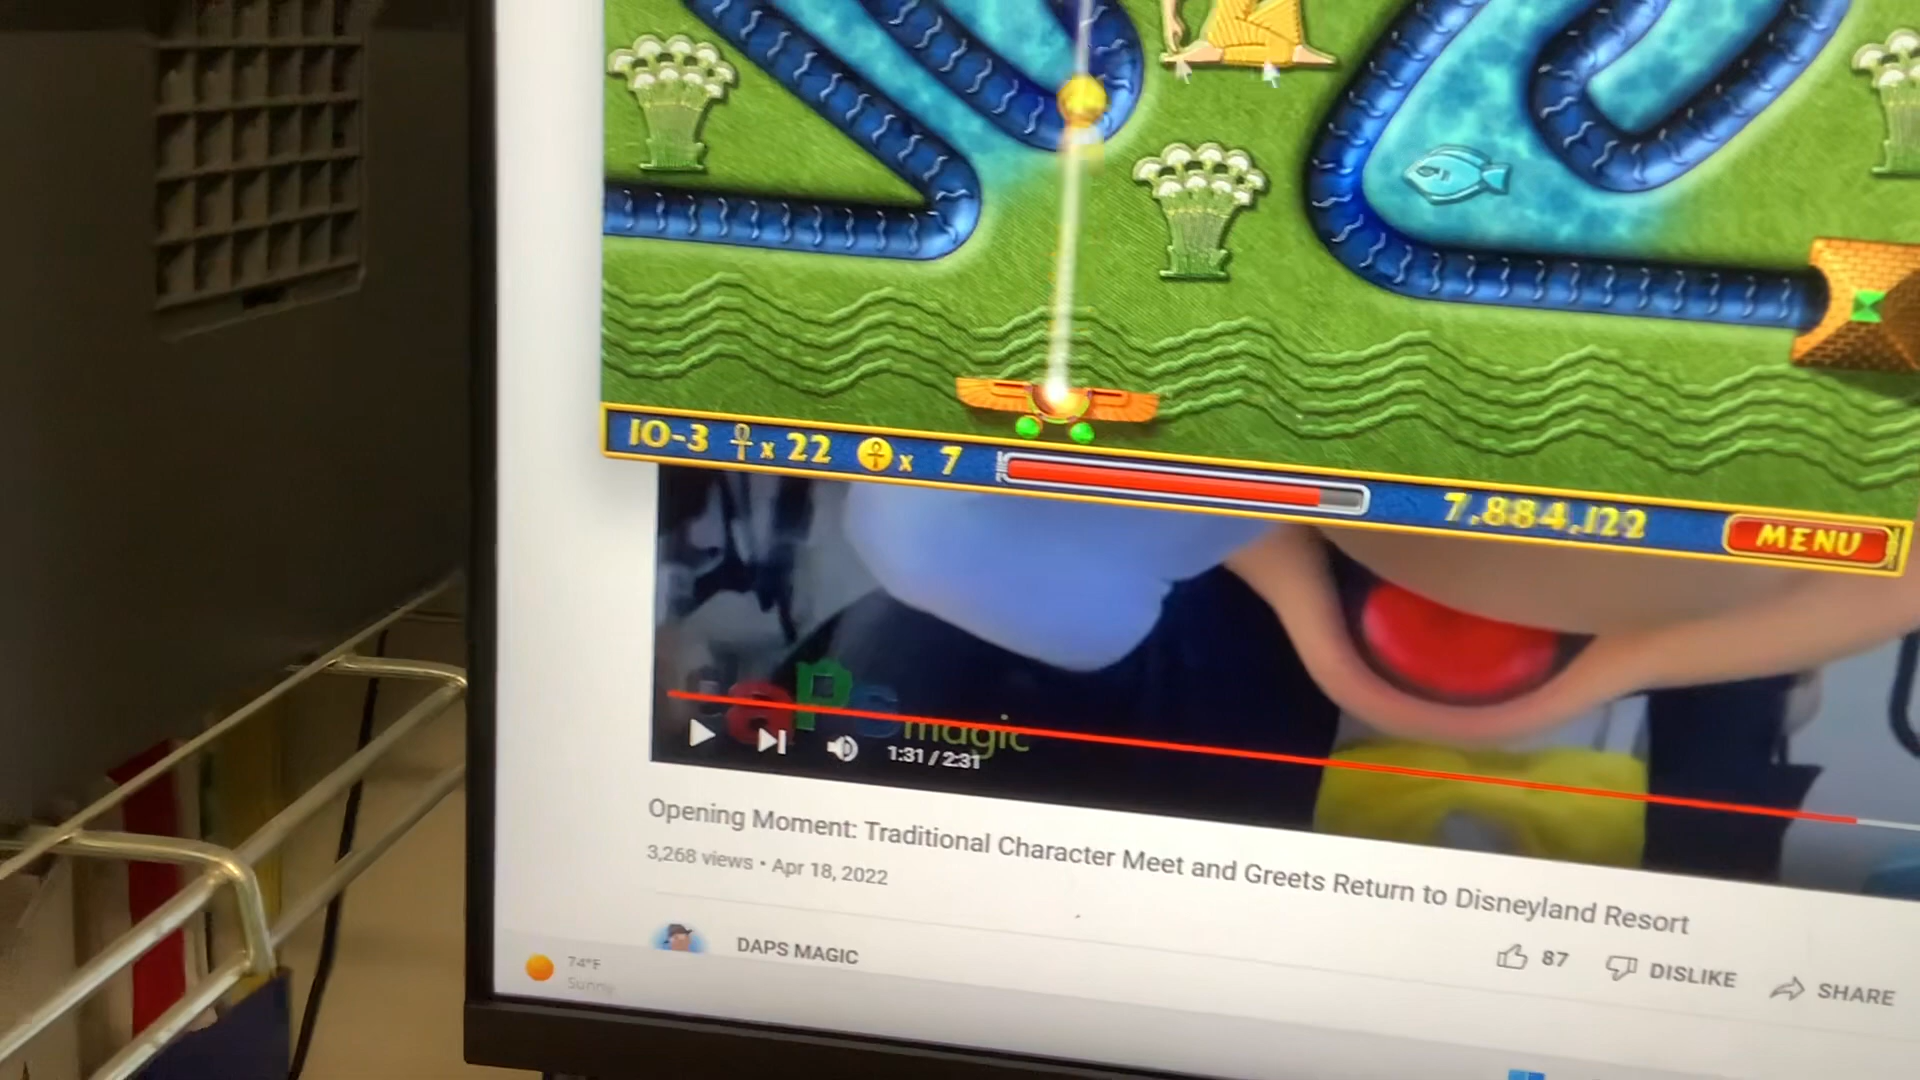 10-3 x 22 x 7 7,884,122 MENU
DAPS
magic
1:31 / 2:31
Opening Moment: Traditional Character Meet and Greets Return to Disneyland Resort
3,268 views • Apr 18, 2022
87 DISLIKE SHARE
DAPS MAGIC
74°F
Sunny